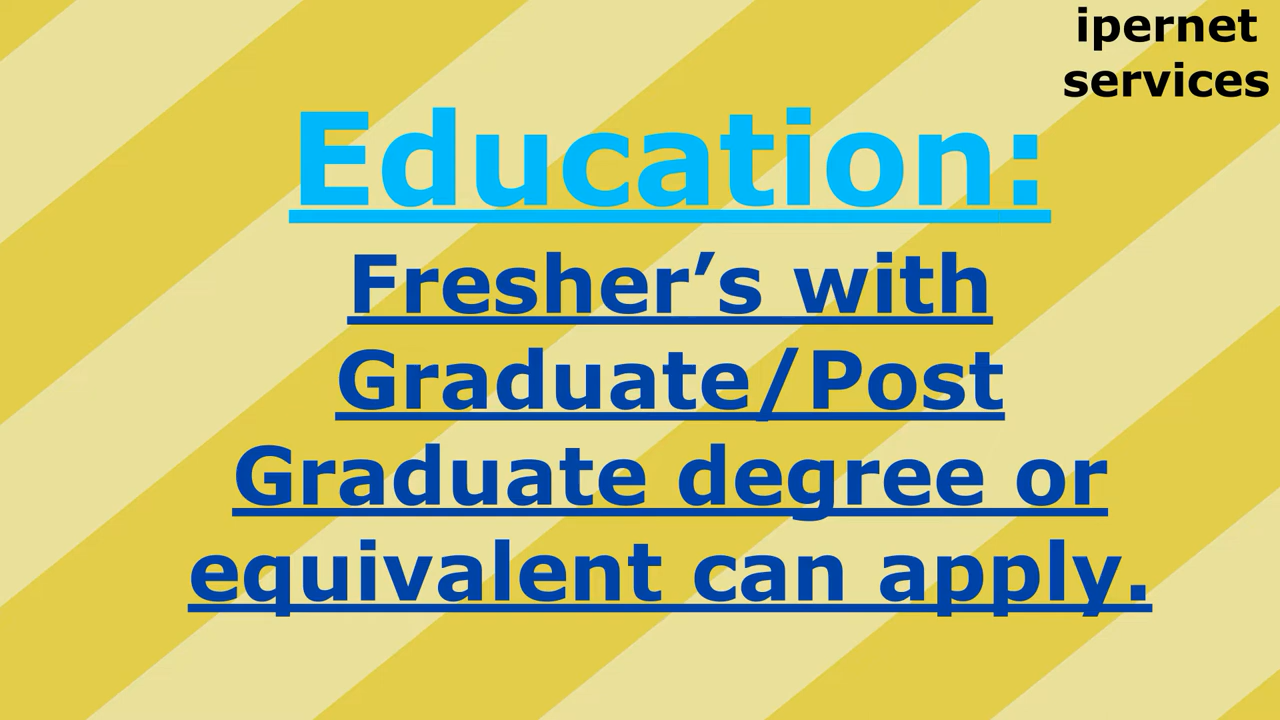 ipernet
services
Education:
Fresher’s with
Graduate/Post
Graduate degree or
equivalent can apply.